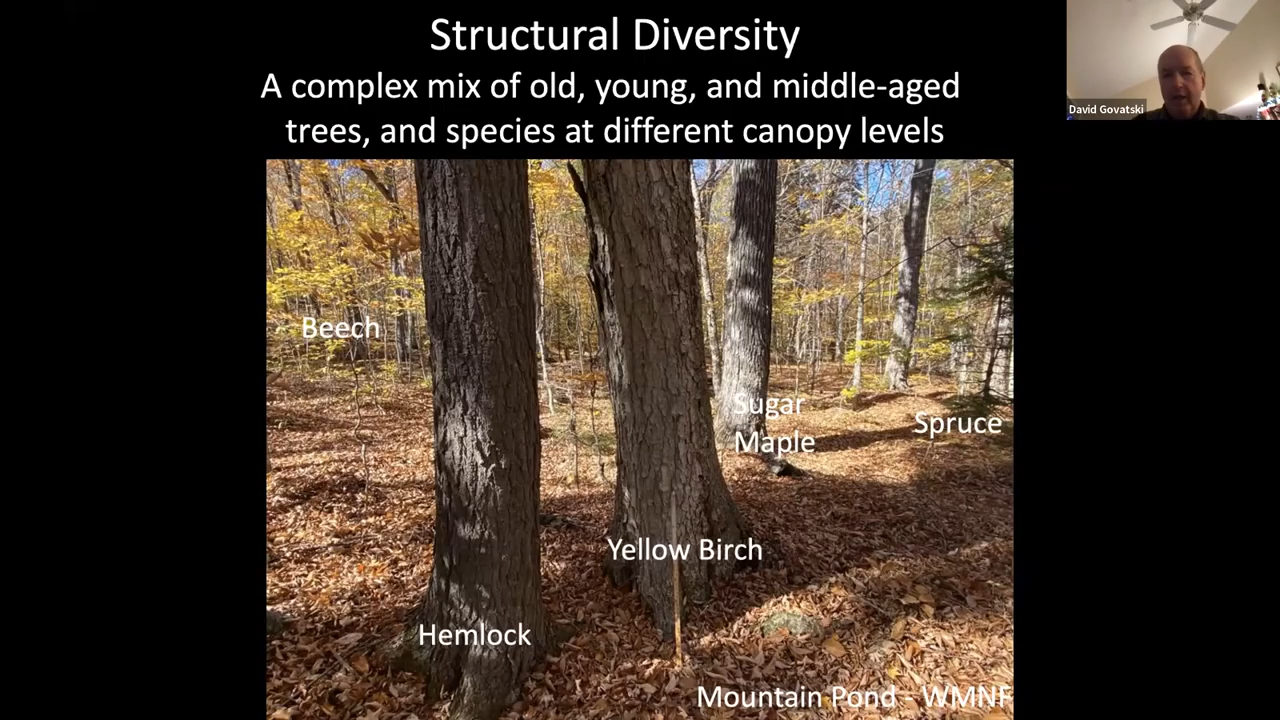 Structural Diversity
A complex mix of old, young, and middle-aged
trees, and species at different canopy levels
David Govatski
Beech
Sugar
Maple
Spruce
Yellow Birch
Hemlock
Mountain Pond - WMNF